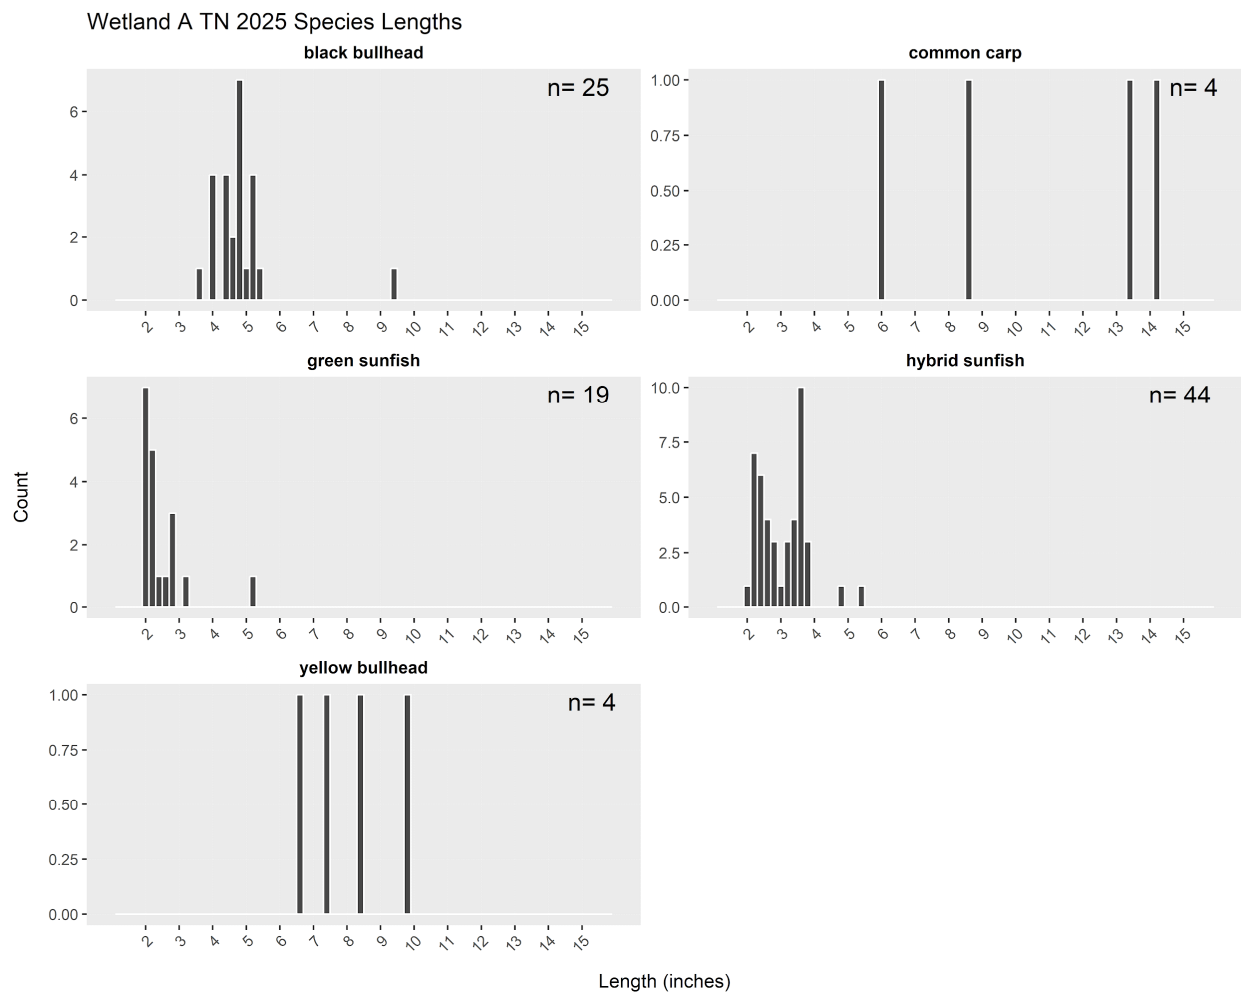 Wetland A TN 2025 Species Lengths
black bullhead
n= 25
6
4
2
0
2 3 4 5 6 7 8 9 10 11 12 13 14 15
common carp
n= 4
1.00
0.75
0.50
0.25
0.00
2 3 4 5 6 7 8 9 10 11 12 13 14 15
green sunfish
n= 19
6
4
2
0
2 3 4 5 6 7 8 9 10 11 12 13 14 15
hybrid sunfish
n= 44
10.0
7.5
5.0
2.5
0.0
2 3 4 5 6 7 8 9 10 11 12 13 14 15
yellow bullhead
n= 4
1.00
0.75
0.50
0.25
0.00
2 3 4 5 6 7 8 9 10 11 12 13 14 15
Count
Length (inches)